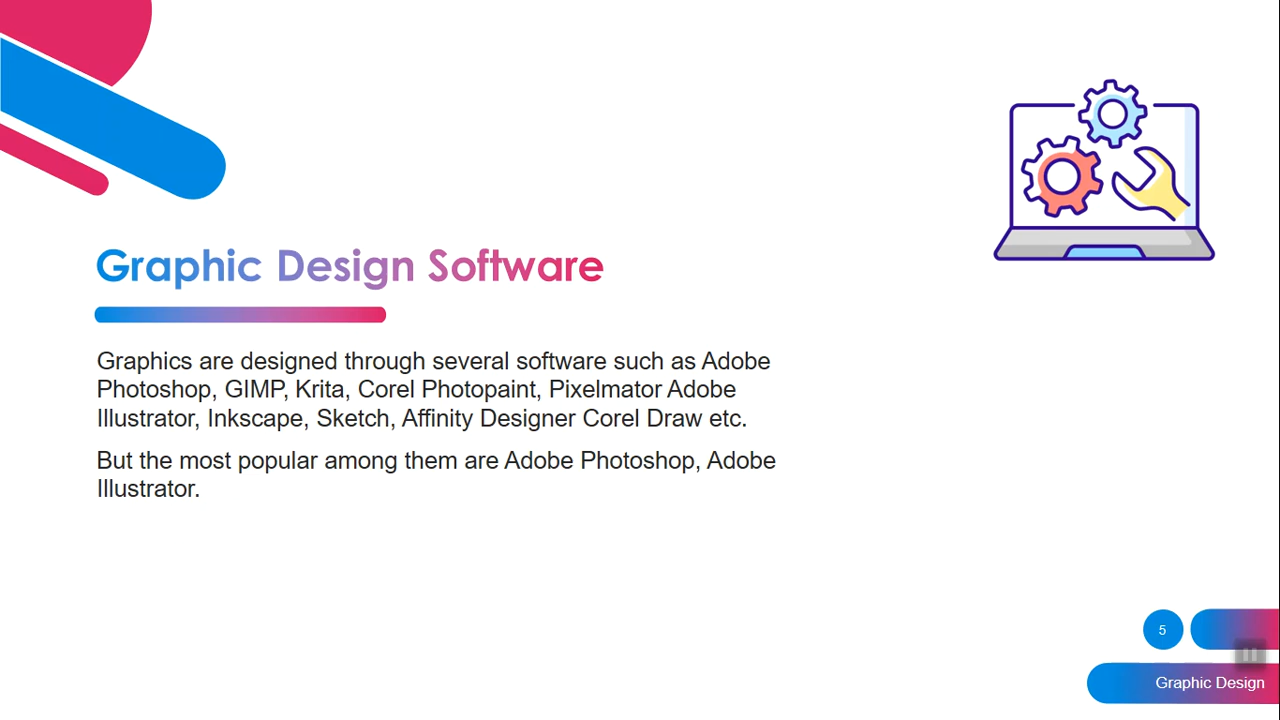 Graphic Design Software
Graphics are designed through several software such as Adobe
Photoshop, GIMP, Krita, Corel Photopaint, Pixelmator Adobe
Illustrator, Inkscape, Sketch, Affinity Designer Corel Draw etc.
But the most popular among them are Adobe Photoshop, Adobe
Illustrator.
5
Graphic Design